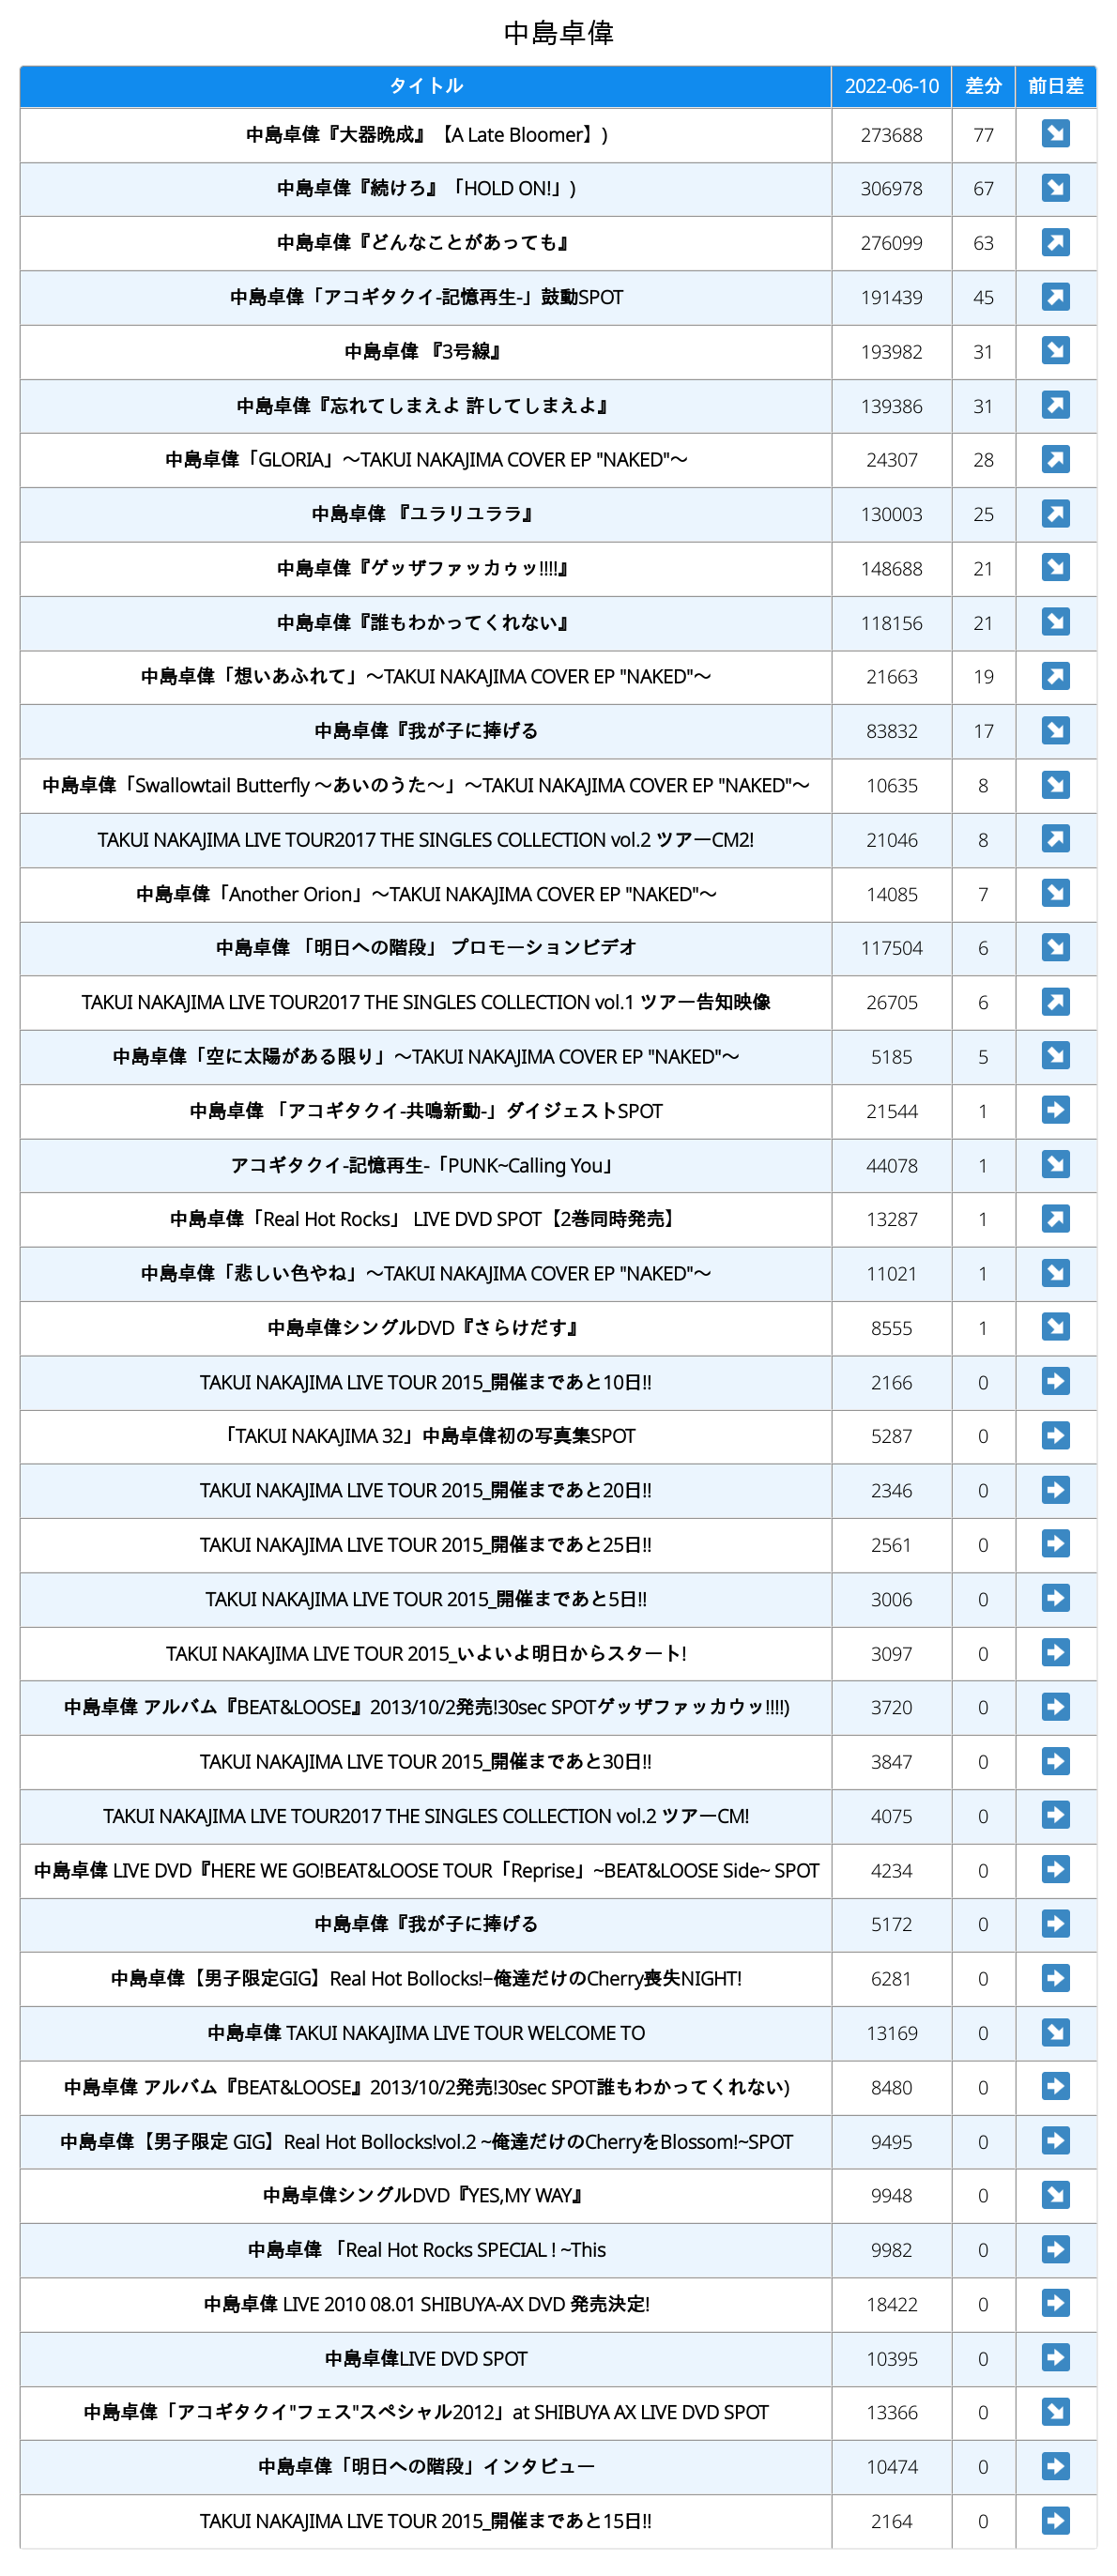 中島卓偉
タイトル 2022-06-10 差分 前日差
中島卓偉『大器晩成』【A Late Bloomer】) 273688 77 ↘
中島卓偉『続けろ』「HOLD ON!」) 306978 67 ↘
中島卓偉『どんなことがあっても』 276099 63 ↗
中島卓偉「アコギタクイ-記憶再生-」鼓動SPOT 191439 45 ↗
中島卓偉 『3号線』 193982 31 ↘
中島卓偉『忘れてしまえよ 許してしまえよ』 139386 31 ↗
中島卓偉「GLORIA」〜TAKUI NAKAJIMA COVER EP "NAKED"〜 24307 28 ↗
中島卓偉 『ユラリユララ』 130003 25 ↗
中島卓偉『ゲッザファッカゥッ!!!!』 148688 21 ↘
中島卓偉『誰もわかってくれない』 118156 21 ↘
中島卓偉「想いあふれて」〜TAKUI NAKAJIMA COVER EP "NAKED"〜 21663 19 ↗
中島卓偉『我が子に捧げる 83832 17 ↘
中島卓偉「Swallowtail Butterfly 〜あいのうた〜」〜TAKUI NAKAJIMA COVER EP "NAKED"〜 10635 8 ↘
TAKUI NAKAJIMA LIVE TOUR2017 THE SINGLES COLLECTION vol.2 ツアーCM2! 21046 8 ↗
中島卓偉「Another Orion」〜TAKUI NAKAJIMA COVER EP "NAKED"〜 14085 7 ↘
中島卓偉 「明日への階段」 プロモーションビデオ 117504 6 ↘
TAKUI NAKAJIMA LIVE TOUR2017 THE SINGLES COLLECTION vol.1 ツアー告知映像 26705 6 ↗
中島卓偉「空に太陽がある限り」〜TAKUI NAKAJIMA COVER EP "NAKED"〜 5185 5 ↘
中島卓偉 「アコギタクイ-共鳴新動-」ダイジェストSPOT 21544 1 ➡
アコギタクイ-記憶再生-「PUNK~Calling You」 44078 1 ↘
中島卓偉「Real Hot Rocks」 LIVE DVD SPOT【2巻同時発売】 13287 1 ↗
中島卓偉「悲しい色やね」〜TAKUI NAKAJIMA COVER EP "NAKED"〜 11021 1 ↘
中島卓偉シングルDVD『さらけだす』 8555 1 ↘
TAKUI NAKAJIMA LIVE TOUR 2015_開催まであと10日!! 2166 0 ➡
「TAKUI NAKAJIMA 32」中島卓偉初の写真集SPOT 5287 0 ➡
TAKUI NAKAJIMA LIVE TOUR 2015_開催まであと20日!! 2346 0 ➡
TAKUI NAKAJIMA LIVE TOUR 2015_開催まであと25日!! 2561 0 ➡
TAKUI NAKAJIMA LIVE TOUR 2015_開催まであと5日!! 3006 0 ➡
TAKUI NAKAJIMA LIVE TOUR 2015_いよいよ明日からスタート! 3097 0 ➡
中島卓偉 アルバム『BEAT&LOOSE』2013/10/2発売!30sec SPOTゲッザファッカウッ!!!!) 3720 0 ➡
TAKUI NAKAJIMA LIVE TOUR 2015_開催まであと30日!! 3847 0 ➡
TAKUI NAKAJIMA LIVE TOUR2017 THE SINGLES COLLECTION vol.2 ツアーCM! 4075 0 ➡
中島卓偉 LIVE DVD『HERE WE GO!BEAT&LOOSE TOUR「Reprise」~BEAT&LOOSE Side~ SPOT 4234 0 ➡
中島卓偉『我が子に捧げる 5172 0 ➡
中島卓偉【男子限定GIG】Real Hot Bollocks!–俺達だけのCherry喪失NIGHT! 6281 0 ➡
中島卓偉 TAKUI NAKAJIMA LIVE TOUR WELCOME TO 13169 0 ↘
中島卓偉 アルバム『BEAT&LOOSE』2013/10/2発売!30sec SPOT誰もわかってくれない) 8480 0 ➡
中島卓偉【男子限定 GIG】Real Hot Bollocks!vol.2 ~俺達だけのCherryをBlossom!~SPOT 9495 0 ➡
中島卓偉シングルDVD『YES,MY WAY』 9948 0 ↘
中島卓偉 「Real Hot Rocks SPECIAL ! ~This 9982 0 ➡
中島卓偉 LIVE 2010 08.01 SHIBUYA-AX DVD 発売決定! 18422 0 ➡
中島卓偉LIVE DVD SPOT 10395 0 ➡
中島卓偉「アコギタクイ"フェス"スペシャル2012」at SHIBUYA AX LIVE DVD SPOT 13366 0 ↘
中島卓偉「明日への階段」インタビュー 10474 0 ➡
TAKUI NAKAJIMA LIVE TOUR 2015_開催まであと15日!! 2164 0 ➡